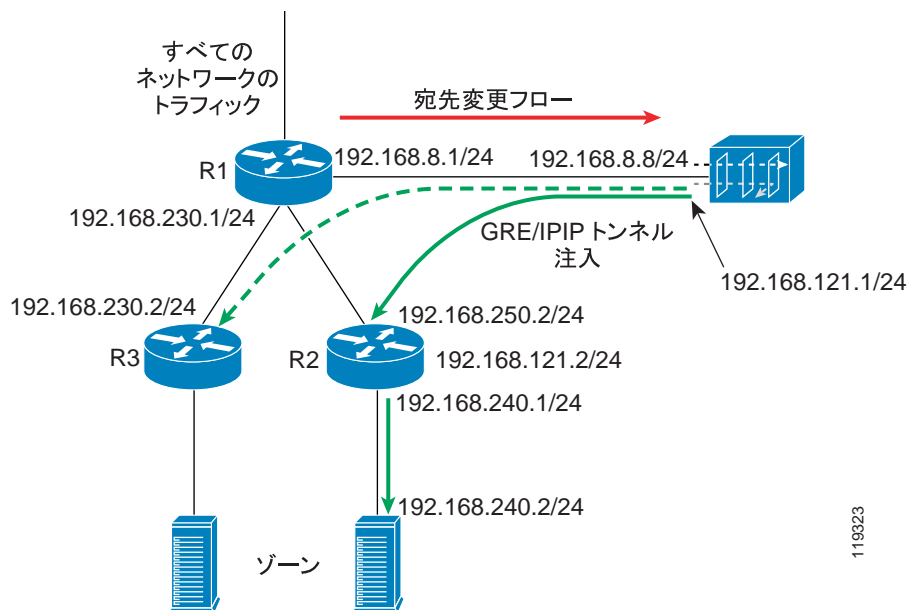 すべての
ネットワークの
トラフィック
宛先変更フロー
R1
192.168.8.1/24
192.168.8.8/24
192.168.230.1/24
GRE/IPIP トンネル
注入
192.168.121.1/24
192.168.230.2/24
192.168.250.2/24
R3
R2
192.168.121.2/24
192.168.240.1/24
192.168.240.2/24
ゾーン
119323